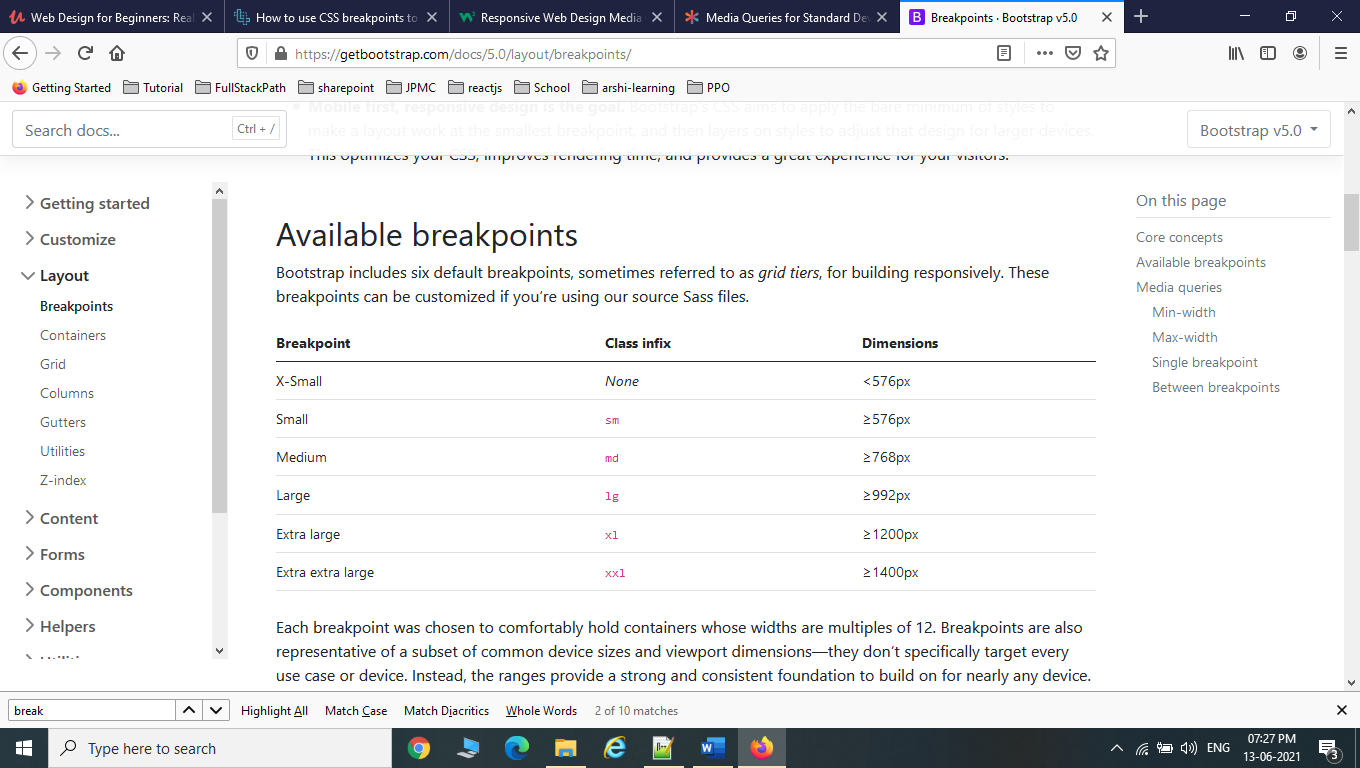 Web Design for Beginners: Real
How to use CSS breakpoints to
Responsive Web Design Media
Media Queries for Standard De
Breakpoints · Bootstrap v5.0
https://getbootstrap.com/docs/5.0/layout/breakpoints/
Getting Started
Tutorial
FullStackPath
sharepoint
JPMC
reactjs
School
arshi-learning
PPO
Mobile first, responsive design is the goal. Bootstrap's CSS aims to apply the bare minimum of styles to
make a layout work at the smallest breakpoint, and then layers on styles to adjust that design for larger devices.
This optimizes your CSS, improves rendering time, and provides a great experience for your visitors.
Search docs...
Ctrl + /
Bootstrap v5.0
Getting started
Customize
Layout
Breakpoints
Containers
Grid
Columns
Gutters
Utilities
Z-index
Content
Forms
Components
Helpers
Available breakpoints
Bootstrap includes six default breakpoints, sometimes referred to as grid tiers, for building responsively. These
breakpoints can be customized if you're using our source Sass files.
Breakpoint Class infix Dimensions
X-Small None <576px
Small sm ≥576px
Medium md ≥768px
Large lg ≥992px
Extra large xl ≥1200px
Extra extra large xxl ≥1400px
Each breakpoint was chosen to comfortably hold containers whose widths are multiples of 12. Breakpoints are also
representative of a subset of common device sizes and viewport dimensions—they don't specifically target every
use case or device. Instead, the ranges provide a strong and consistent foundation to build on for nearly any device.
On this page
Core concepts
Available breakpoints
Media queries
Min-width
Max-width
Single breakpoint
Between breakpoints
break
Highlight All
Match Case
Match Diacritics
Whole Words
2 of 10 matches
Type here to search
ENG
07:27 PM
13-06-2021
3